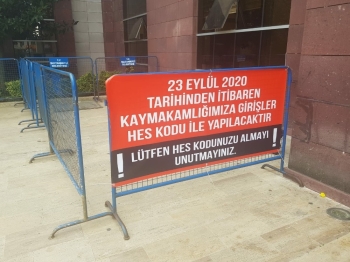 23 EYLÜL 2020
TARİHİNDEN İTİBAREN
KAYMAKAMLIĞIMIZA GİRİŞLER
HES KODU İLE YAPILACAKTIR
! LÜTFEN HES KODUNUZU ALMAYI !
UNUTMAYINIZ.